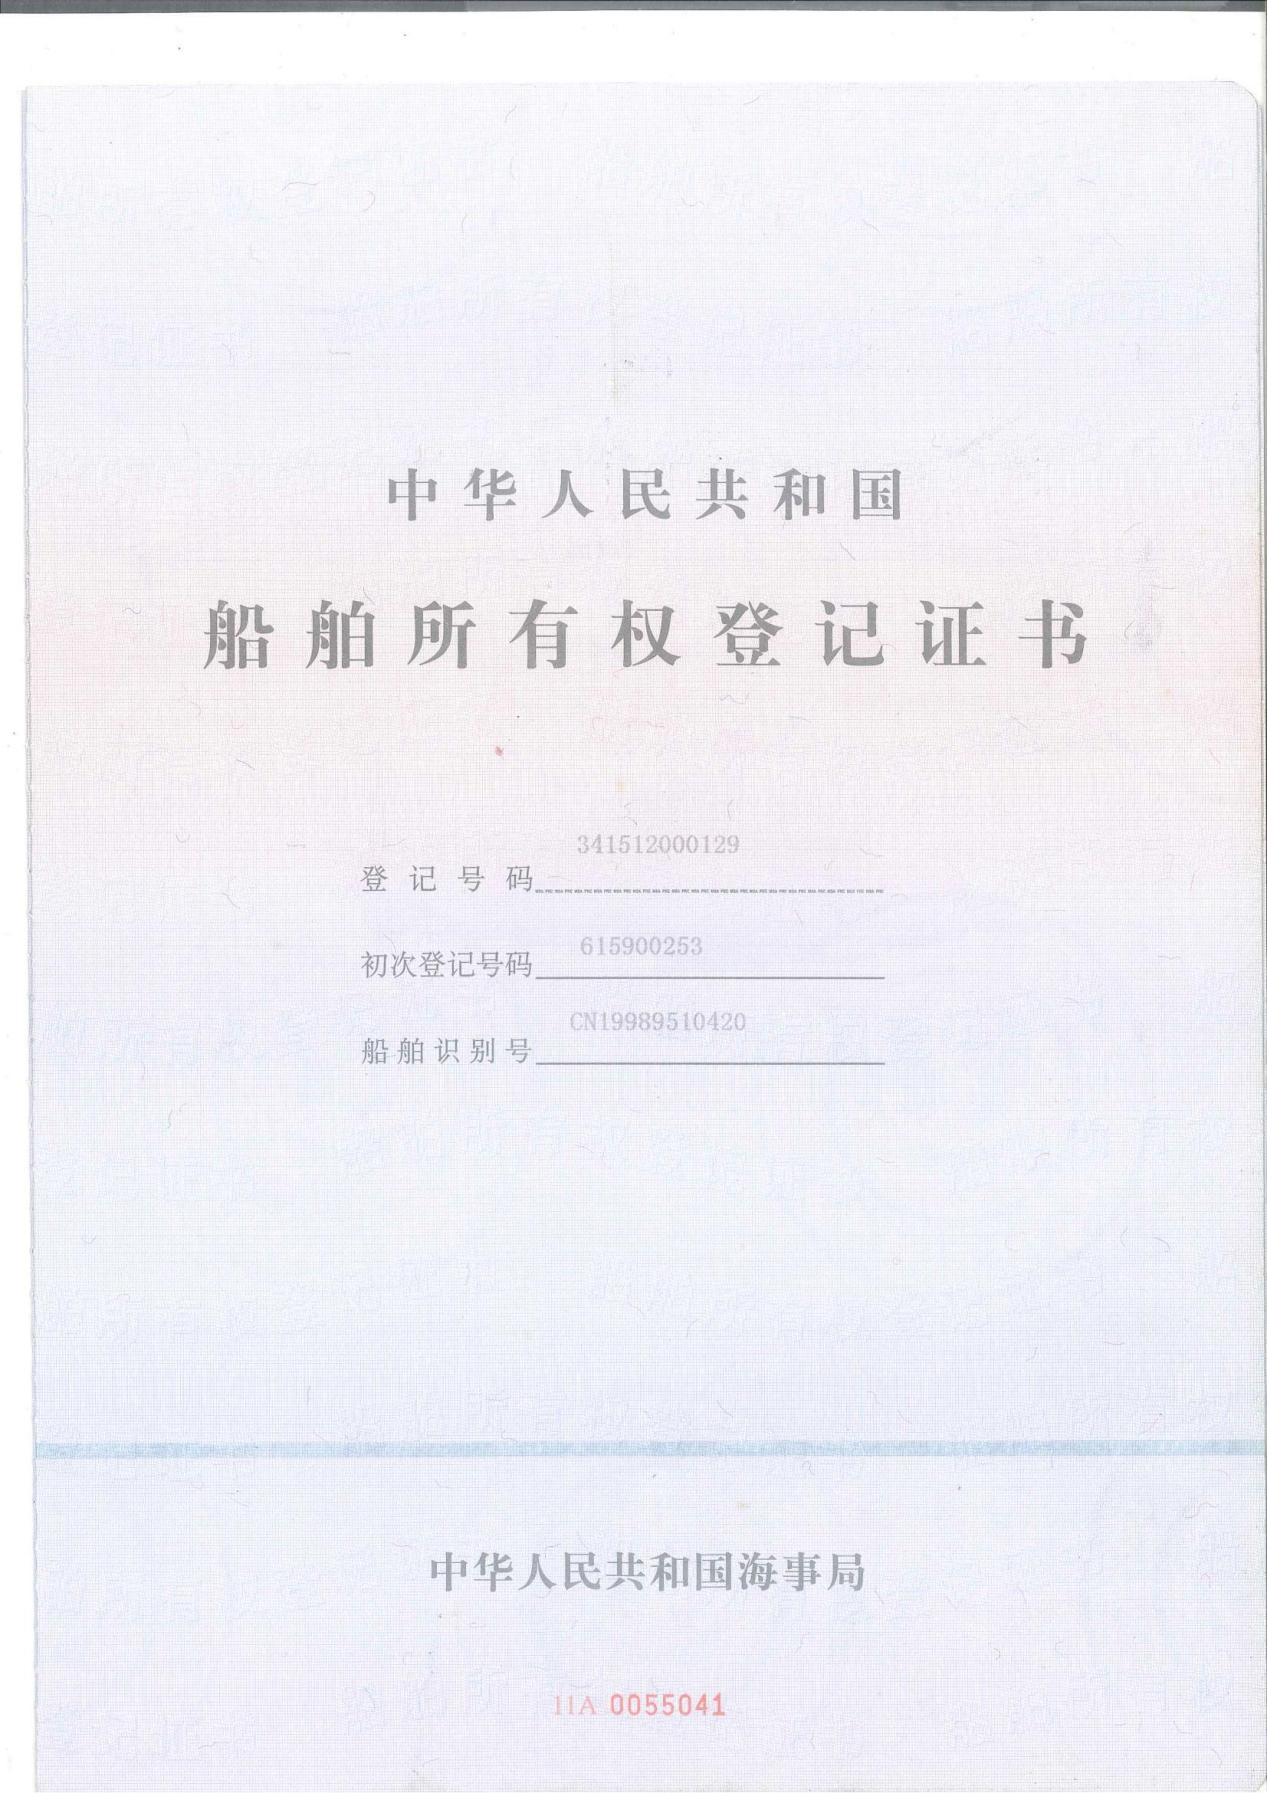 中华人民共和国
船舶所有权登记证书
登记号码 341512000129
初次登记号码 615900253
船舶识别号 CN19989510420
中华人民共和国海事局
11A 0055041